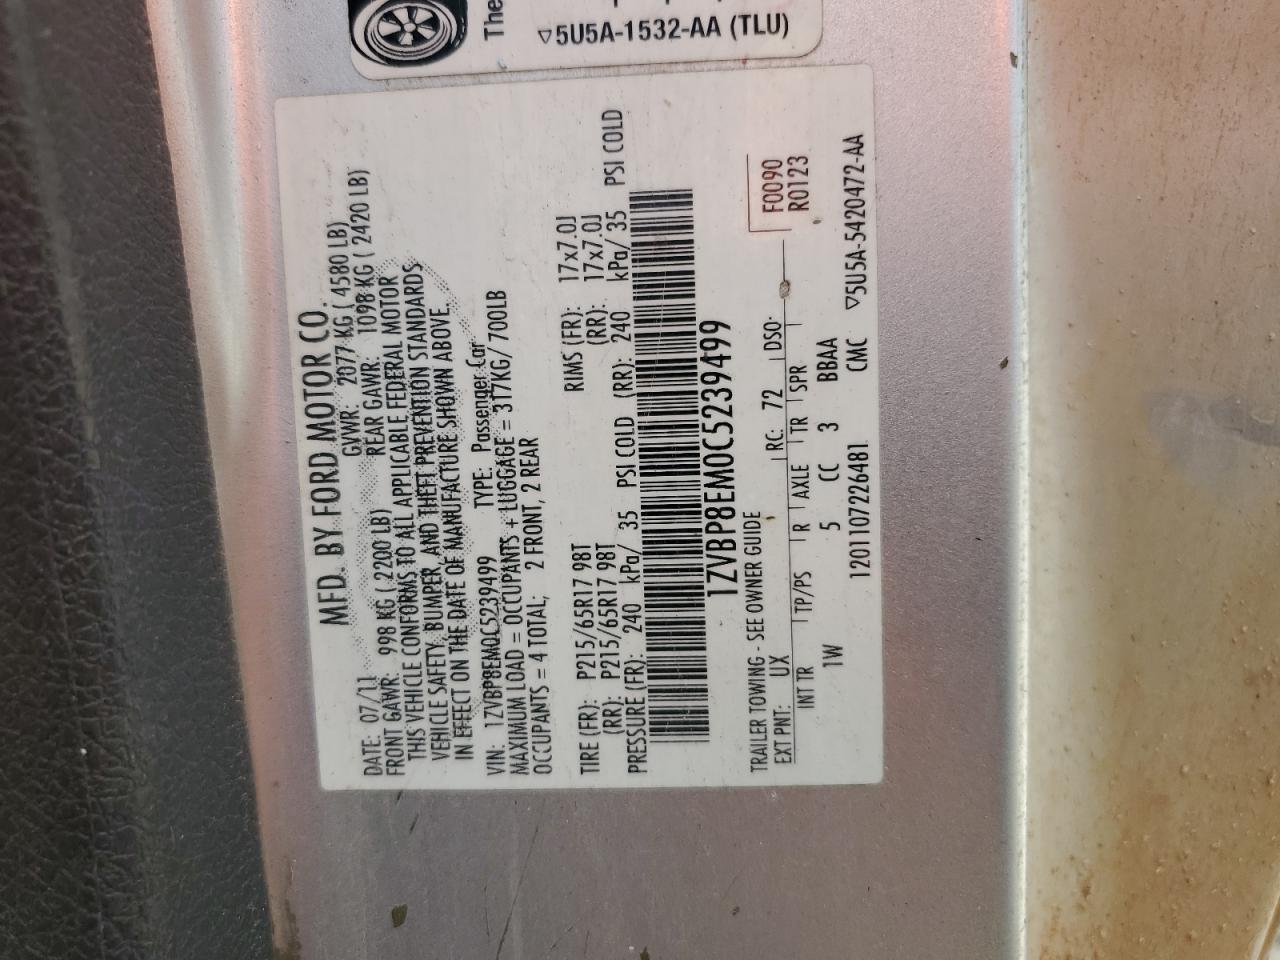 The
▽5U5A-1532-AA (TLU)
MFD. BY FORD MOTOR CO.
DATE: 07/11 GVWR: 2077 KG ( 4580 LB)
FRONT GAWR: 998 KG ( 2200 LB) REAR GAWR: 1098 KG ( 2420 LB)
THIS VEHICLE CONFORMS TO ALL APPLICABLE FEDERAL MOTOR
VEHICLE SAFETY, BUMPER, AND THEFT PREVENTION STANDARDS
IN EFFECT ON THE DATE OF MANUFACTURE SHOWN ABOVE.
VIN: 1ZVBP8EM0C5239499 TYPE: Passenger Car
MAXIMUM LOAD = OCCUPANTS + LUGGAGE = 317KG/ 700LB
OCCUPANTS = 4 TOTAL; 2 FRONT, 2 REAR
TIRE (FR): P215/65R17 98T RIMS (FR): 17x7.0J
(RR): P215/65R17 98T (RR): 17x7.0J
PRESSURE (FR): 240 kPa/ 35 PSI COLD (RR): 240 kPa/ 35 PSI COLD
1ZVBP8EM0C5239499
TRAILER TOWING - SEE OWNER GUIDE
F0090
R0123
EXT PNT: UX RC: 72 DSO:
INT TR TP/PS R AXLE TR SPR
1W 5 CC 3 BBAA
12011107226481 CMC ▽5U5A-5420472-AA